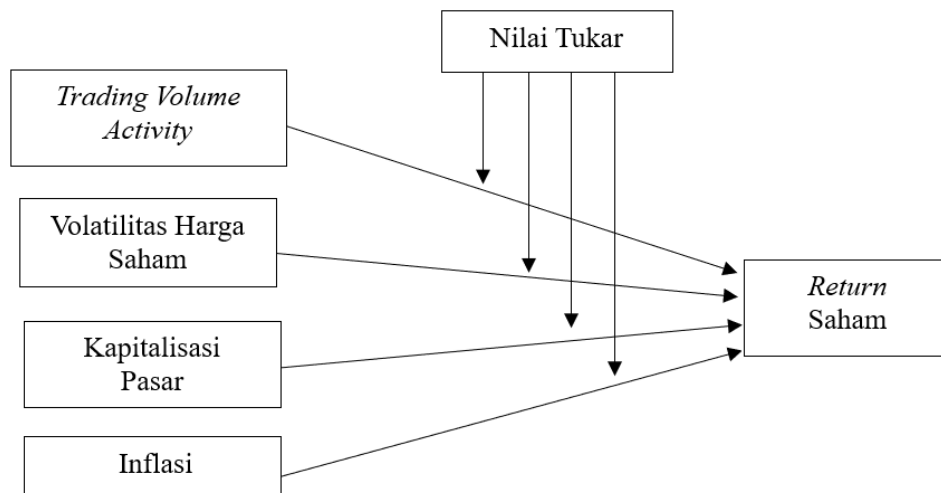 Nilai Tukar
Trading Volume
Activity
Volatilitas Harga
Saham
Kapitalisasi
Pasar
Inflasi
Return
Saham